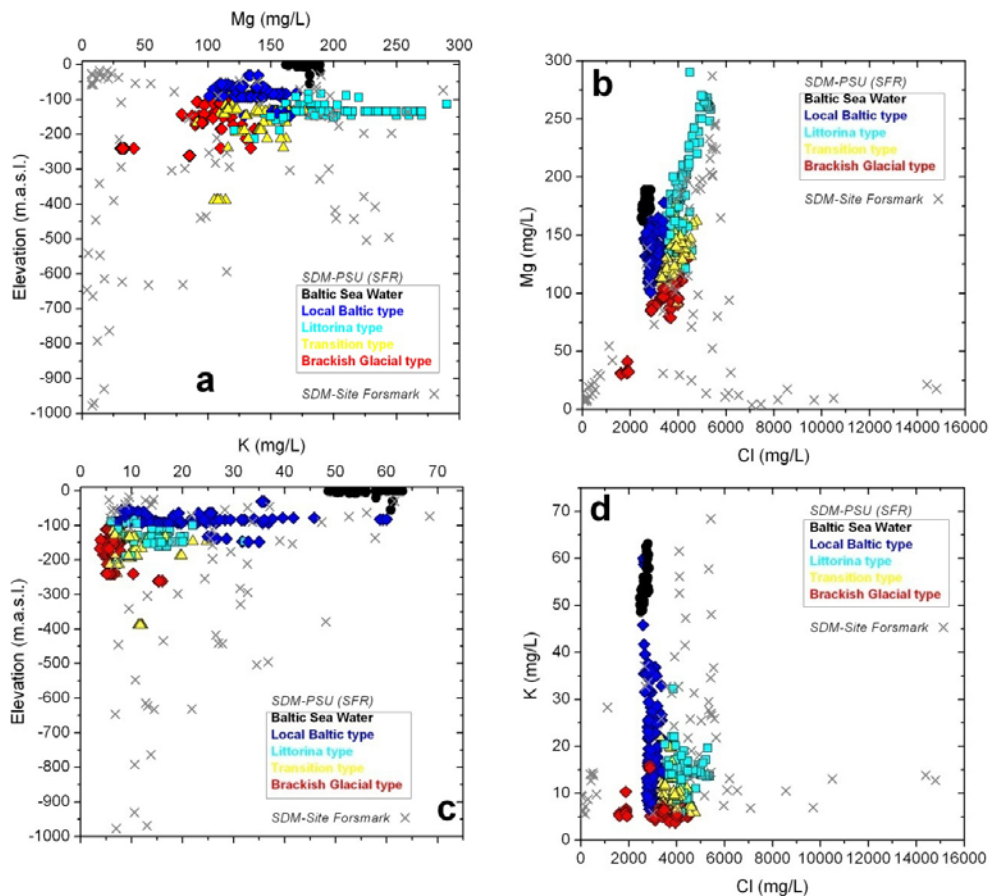 Mg (mg/L)
0 50 100 150 200 250 300
0
-100
-200
-300
-400
-500
-600
-700
-800
-900
-1000
Elevation (m.a.s.l.)
SDM-PSU (SFR)
Baltic Sea Water
Local Baltic type
Littorina type
Transition type
Brackish Glacial type
SDM-Site Forsmark
a
b
300
250
200
150
100
50
0
Mg (mg/L)
SDM-PSU (SFR)
Baltic Sea Water
Local Baltic type
Littorina type
Transition type
Brackish Glacial type
SDM-Site Forsmark
0 2000 4000 6000 8000 10000 12000 14000 16000
Cl (mg/L)
K (mg/L)
0 10 20 30 40 50 60 70
0
-100
-200
-300
-400
-500
-600
-700
-800
-900
-1000
Elevation (m.a.s.l.)
SDM-PSU (SFR)
Baltic Sea Water
Local Baltic type
Littorina type
Transition type
Brackish Glacial type
SDM-Site Forsmark
c
d
70
60
50
40
30
20
10
0
K (mg/L)
SDM-PSU (SFR)
Baltic Sea Water
Local Baltic type
Littorina type
Transition type
Brackish Glacial type
SDM-Site Forsmark
0 2000 4000 6000 8000 10000 12000 14000 16000
Cl (mg/L)